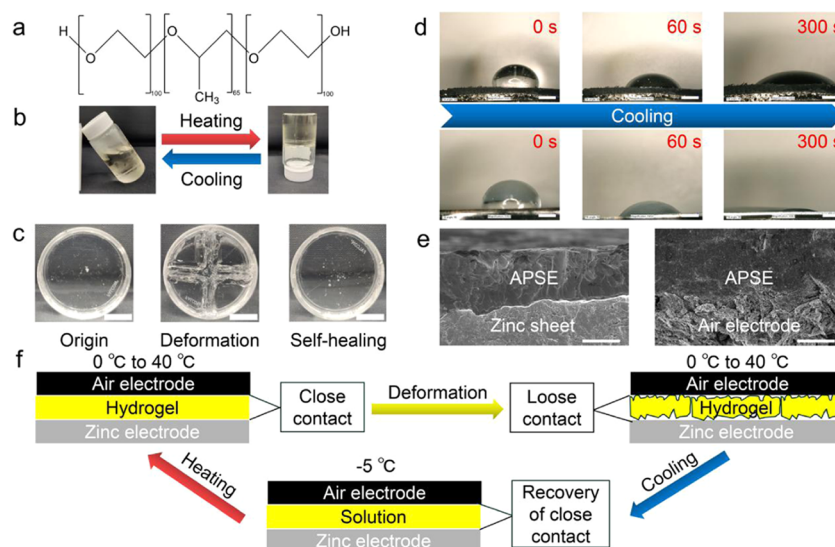 a
H
O
100
O
CH3
65
O
100
OH
b
Heating
Cooling
c
Origin
Deformation
Self-healing
d
0 s
60 s
300 s
Cooling
0 s
60 s
300 s
e
APSE
Zinc sheet
APSE
Air electrode
f
0 ℃ to 40 ℃
Air electrode
Hydrogel
Zinc electrode
Close
contact
Deformation
Loose
contact
0 ℃ to 40 ℃
Air electrode
Hydrogel
Zinc electrode
Heating
-5 ℃
Air electrode
Solution
Zinc electrode
Recovery
of close
contact
Cooling